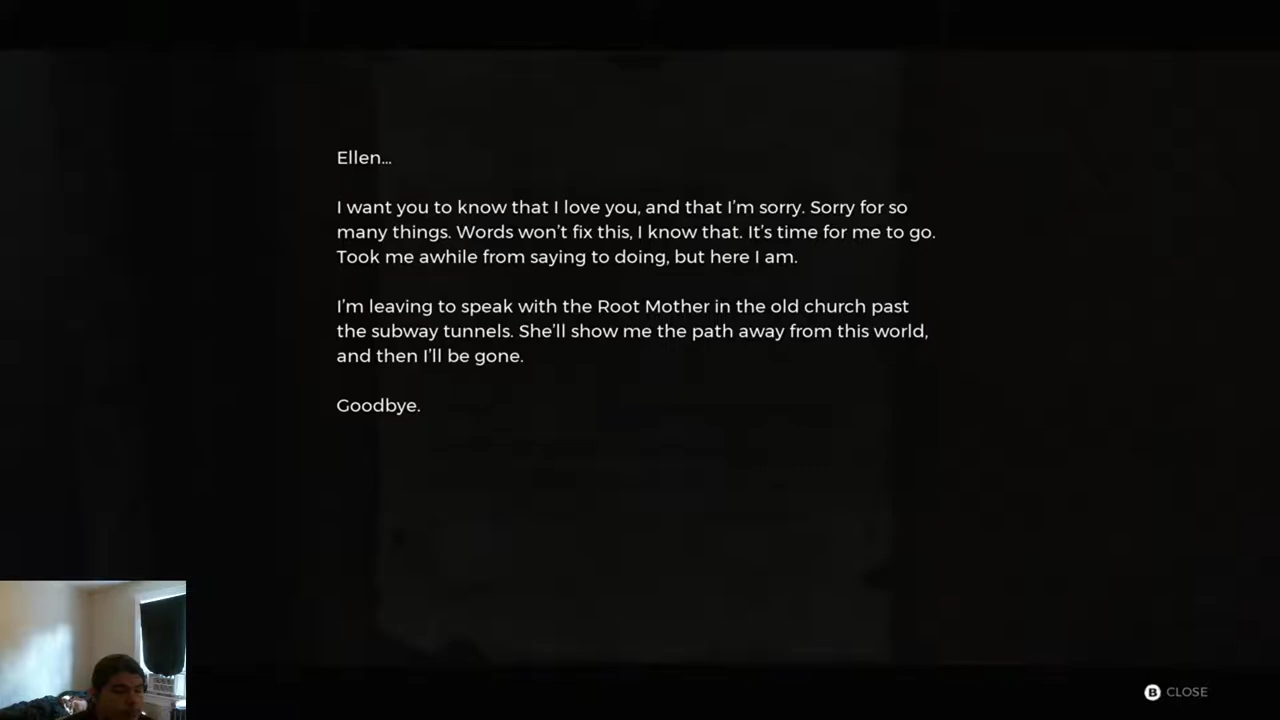 Ellen...
I want you to know that I love you, and that I'm sorry. Sorry for so
many things. Words won't fix this, I know that. It's time for me to go.
Took me awhile from saying to doing, but here I am.
I'm leaving to speak with the Root Mother in the old church past
the subway tunnels. She'll show me the path away from this world,
and then I'll be gone.
Goodbye.
B CLOSE